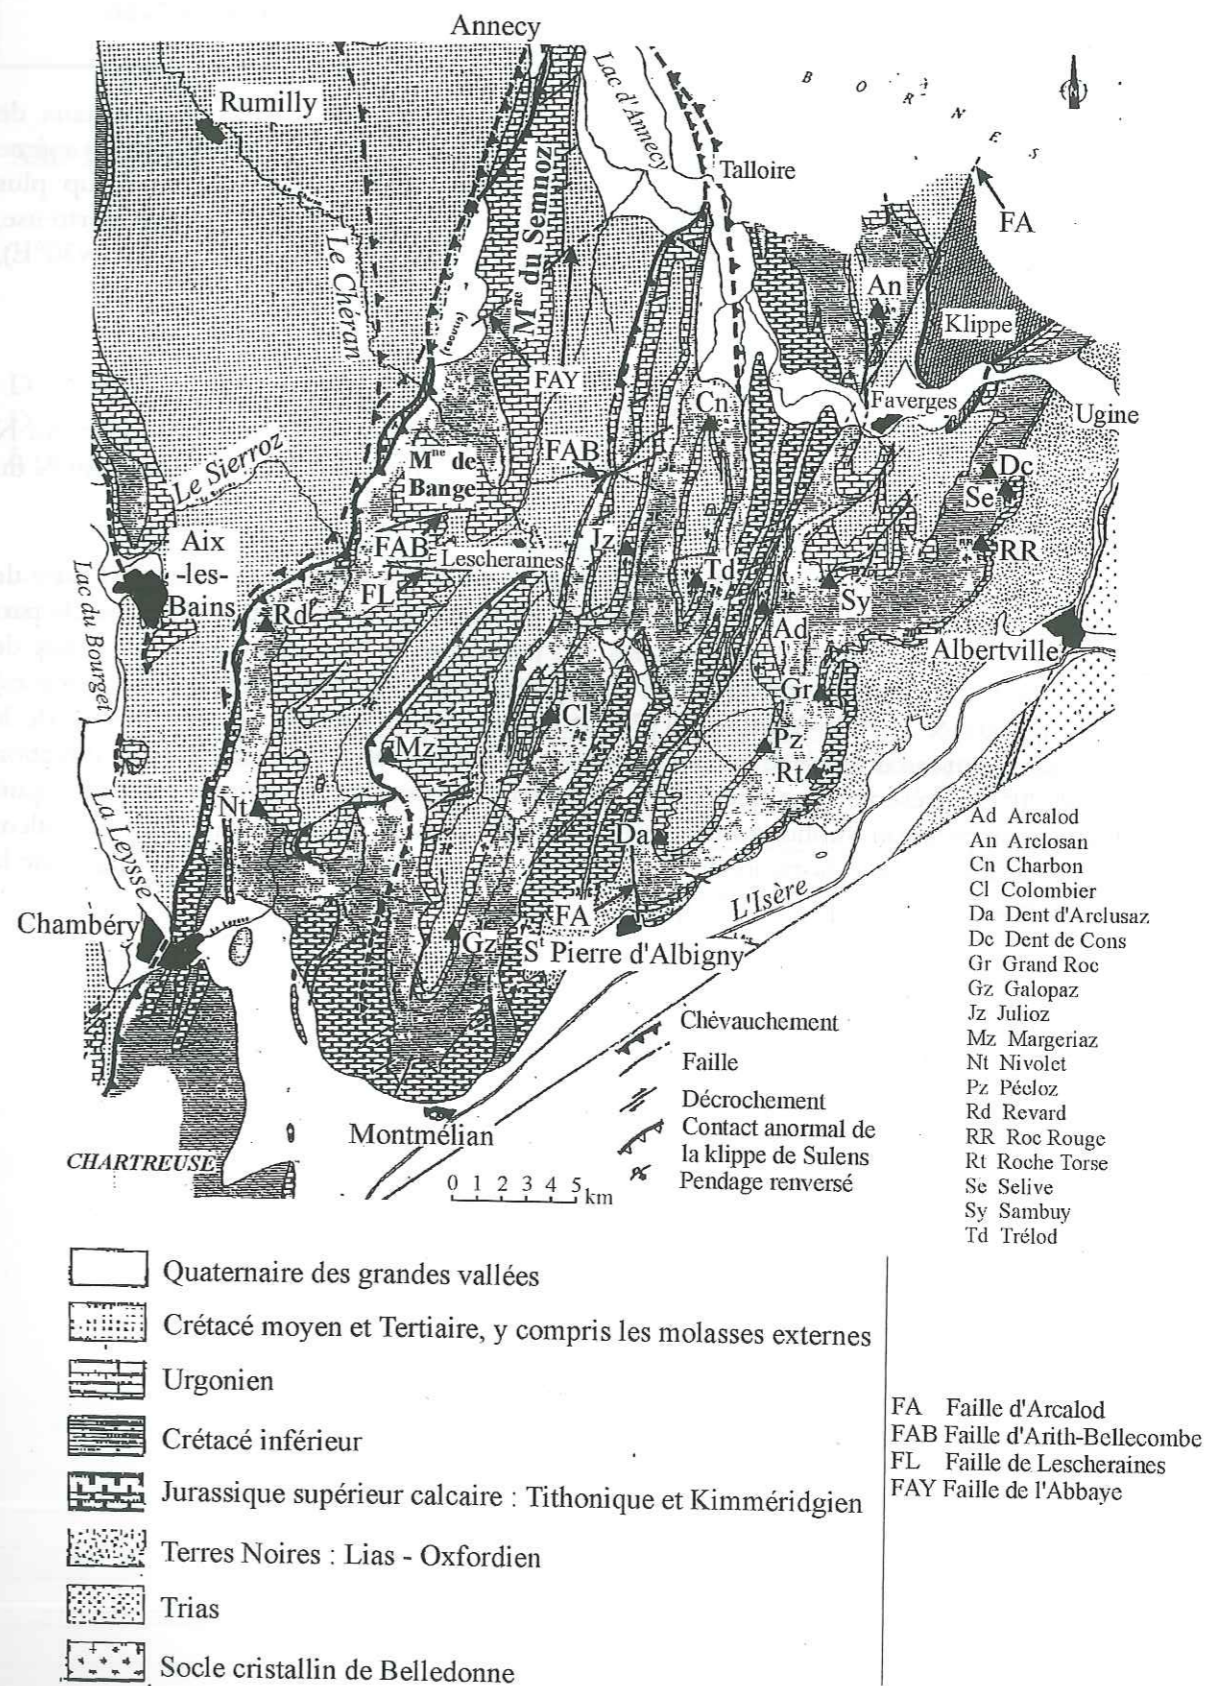 Annecy
Rumilly
Lac d'Annecy
B O R N E S
Talloire
FA
Le Chéran
Mne du Semnoz
An
Klippe
FAY
Cn
Faverges
Ugine
FAB
Mne de
Bange
Le Sierroz
Dc
Se
Aix
-les-
Bains
FAB
Lescheraines
Jz
RR
Lac du Bourget
FL
Td
Sy
Rd
Ad
Albertville
Gr
Cl
Mz
Pz
Rt
Nt
La Leysse
Da
L'Isère
Chambéry
FA
Gz
St Pierre d'Albigny
Montmélian
CHARTREUSE
Chévauchement
Faille
Décrochement
Contact anormal de
la klippe de Sulens
Pendage renversé
0 1 2 3 4 5
km
Ad Arcalod
An Arclosan
Cn Charbon
Cl Colombier
Da Dent d'Arclusaz
Dc Dent de Cons
Gr Grand Roc
Gz Galopaz
Jz Julioz
Mz Margeriaz
Nt Nivolet
Pz Pécloz
Rd Revard
RR Roc Rouge
Rt Roche Torse
Se Selive
Sy Sambuy
Td Trélod
Quaternaire des grandes vallées
Crétacé moyen et Tertiaire, y compris les molasses externes
Urgonien
Crétacé inférieur
Jurassique supérieur calcaire : Tithonique et Kimméridgien
Terres Noires : Lias - Oxfordien
Trias
Socle cristallin de Belledonne
FA Faille d'Arcalod
FAB Faille d'Arith-Bellecombe
FL Faille de Lescheraines
FAY Faille de l'Abbaye